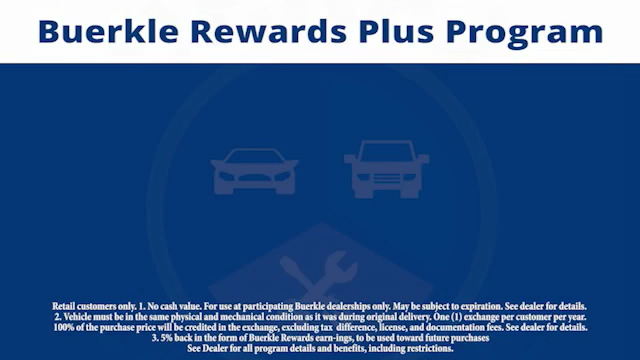 Buerkle Rewards Plus Program
Retail customers only. 1. No cash value. For use at participating Buerkle dealerships only. May be subject to expiration. See dealer for details.
2. Vehicle must be in the same physical and mechanical condition as it was during original delivery. One (1) exchange per customer per year.
100% of the purchase price will be credited in the exchange, excluding tax difference, license, and documentation fees. See dealer for details.
3. 5% back in the form of Buerkle Rewards earn-ings, to be used toward future purchases
See Dealer for all program details and benefits, including restrictions.